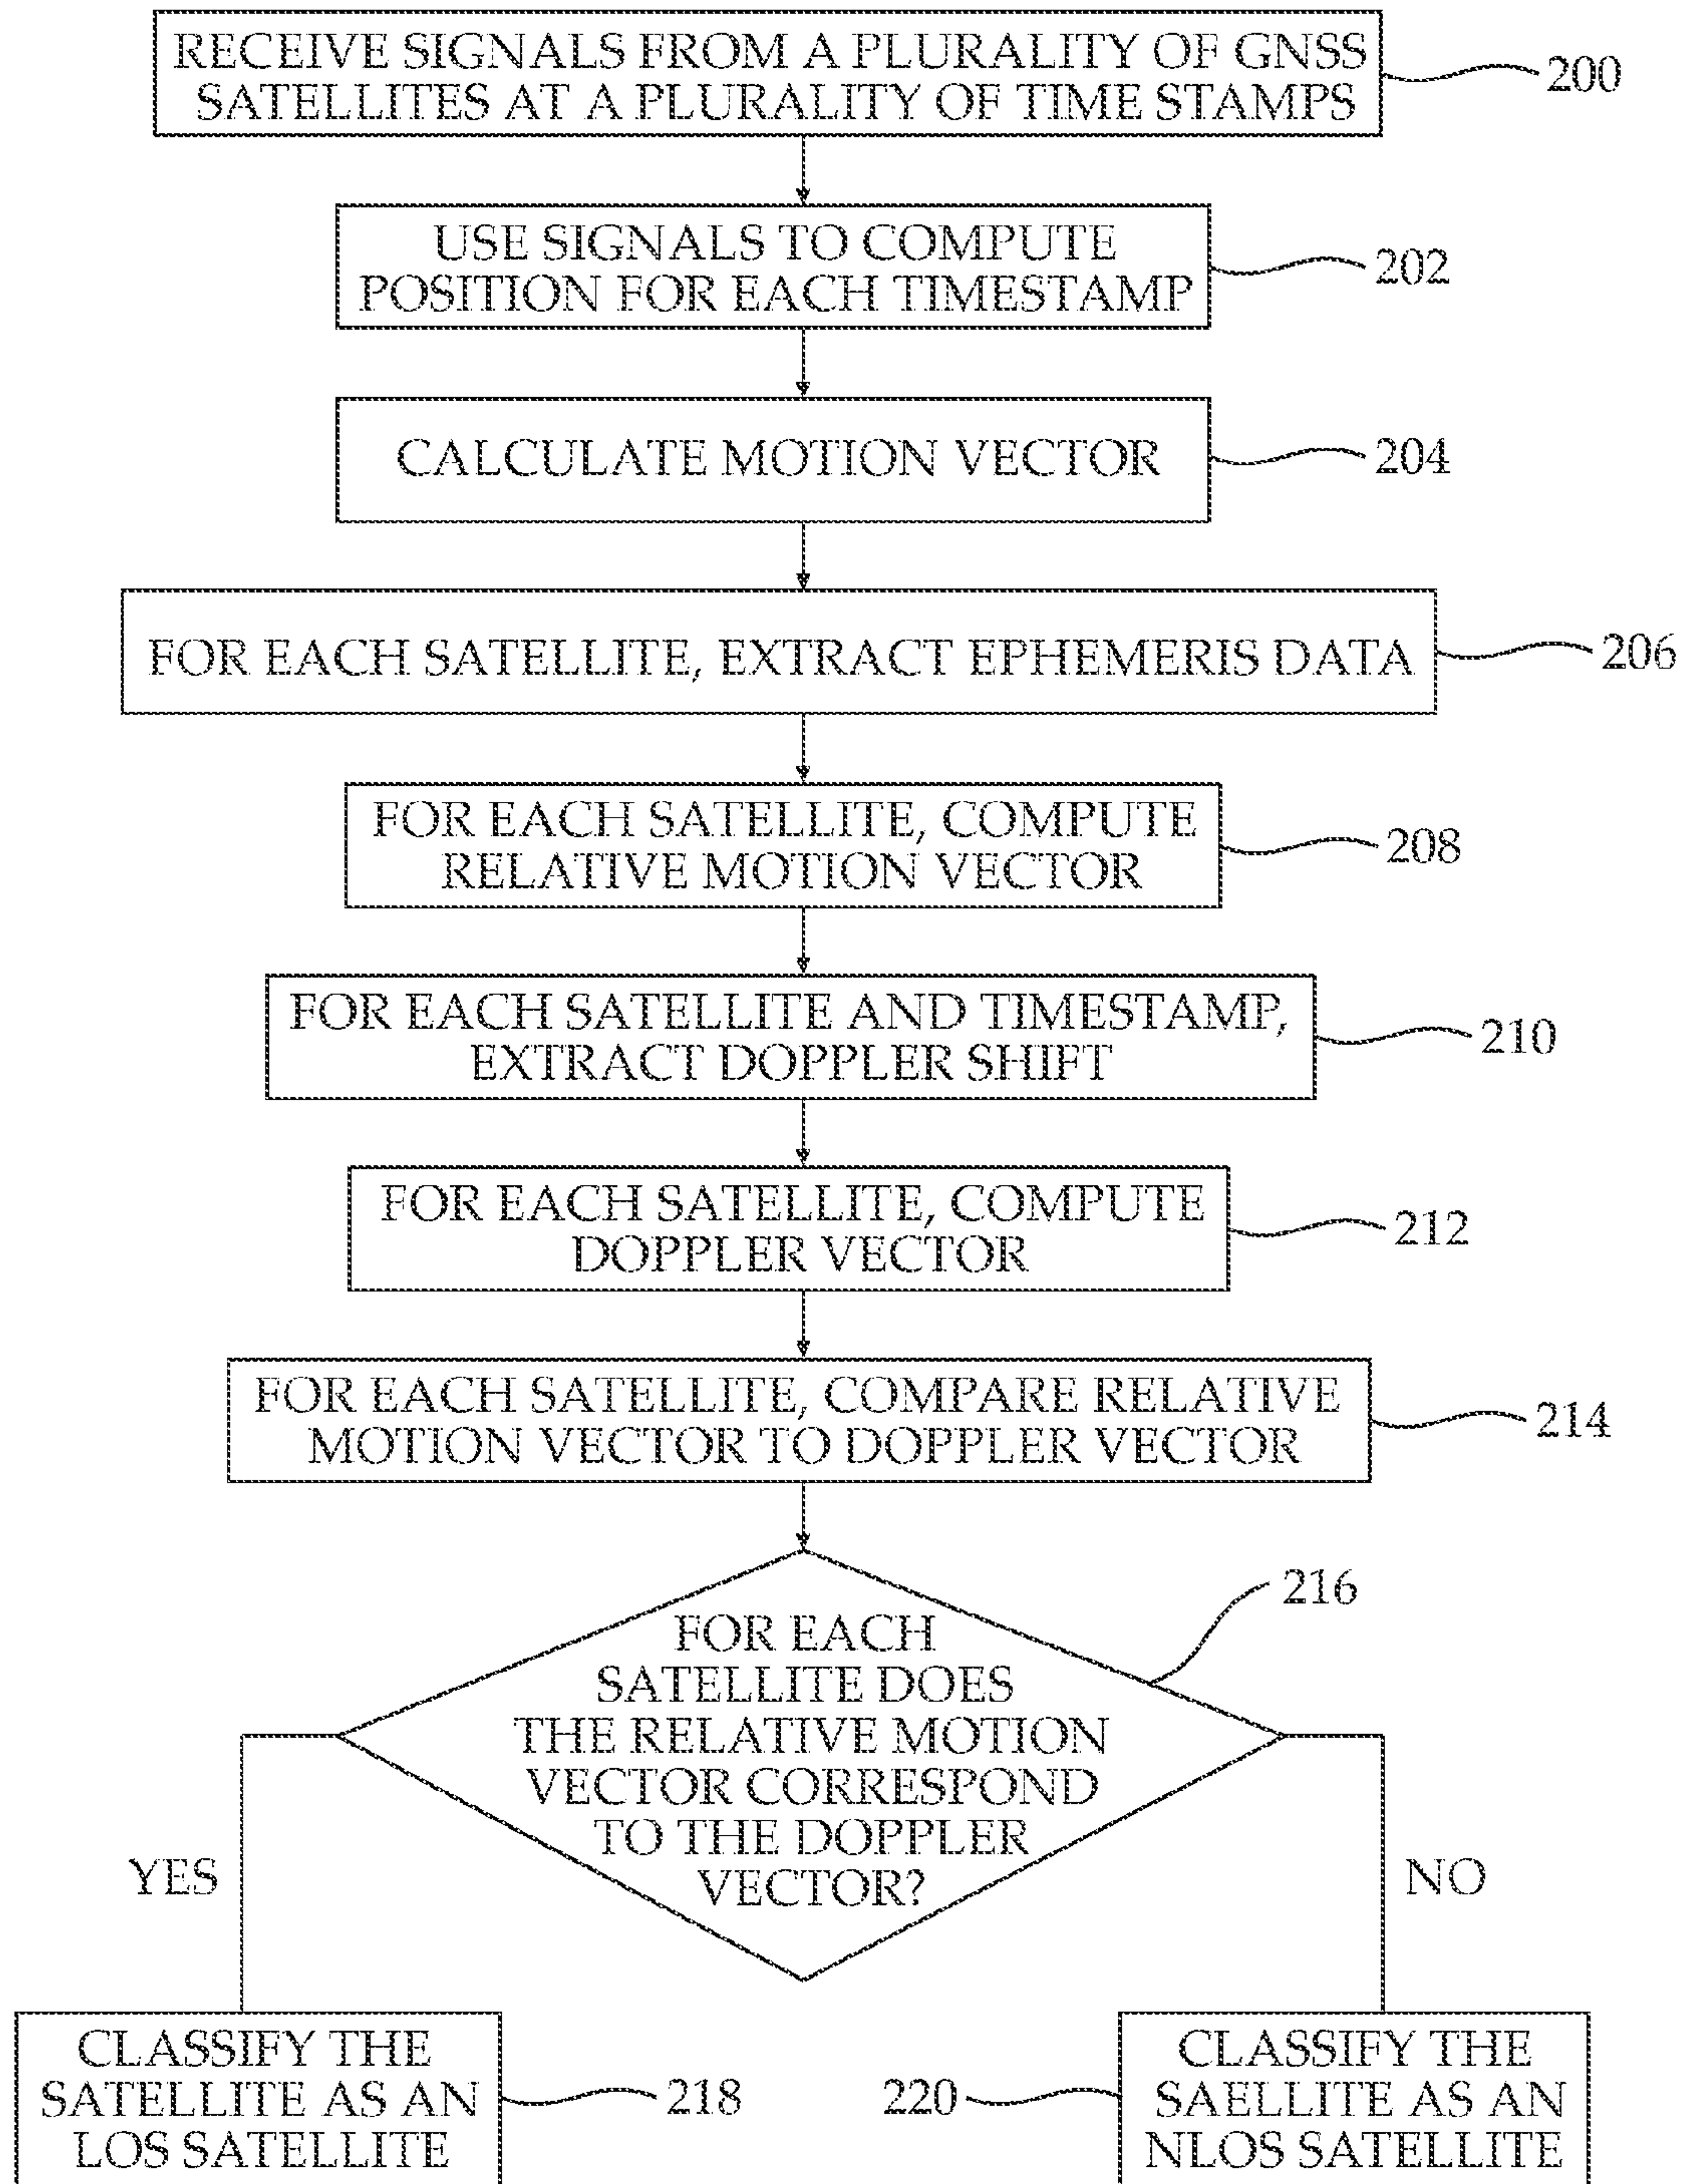 RECEIVE SIGNALS FROM A PLURALITY OF GNSS
SATELLITES AT A PLURALITY OF TIME STAMPS
200
USE SIGNALS TO COMPUTE
POSITION FOR EACH TIMESTAMP
202
CALCULATE MOTION VECTOR
204
FOR EACH SATELLITE, EXTRACT EPHEMERIS DATA
206
FOR EACH SATELLITE, COMPUTE
RELATIVE MOTION VECTOR
208
FOR EACH SATELLITE AND TIMESTAMP,
EXTRACT DOPPLER SHIFT
210
FOR EACH SATELLITE, COMPUTE
DOPPLER VECTOR
212
FOR EACH SATELLITE, COMPARE RELATIVE
MOTION VECTOR TO DOPPLER VECTOR
214
216
FOR EACH
SATELLITE DOES
THE RELATIVE MOTION
VECTOR CORRESPOND
TO THE DOPPLER
VECTOR?
YES
NO
CLASSIFY THE
SATELLITE AS AN
LOS SATELLITE
218
220
CLASSIFY THE
SAELLITE AS AN
NLOS SATELLITE